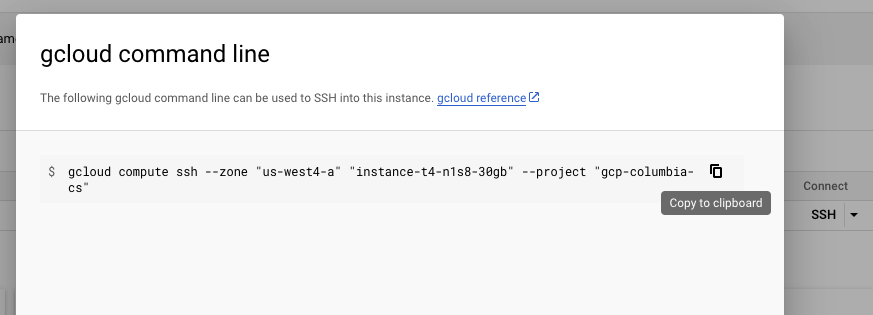 gcloud command line
The following gcloud command line can be used to SSH into this instance. gcloud reference
$ gcloud compute ssh --zone "us-west4-a" "instance-t4-n1s8-30gb" --project "gcp-columbia-
cs"
Copy to clipboard
Connect
SSH